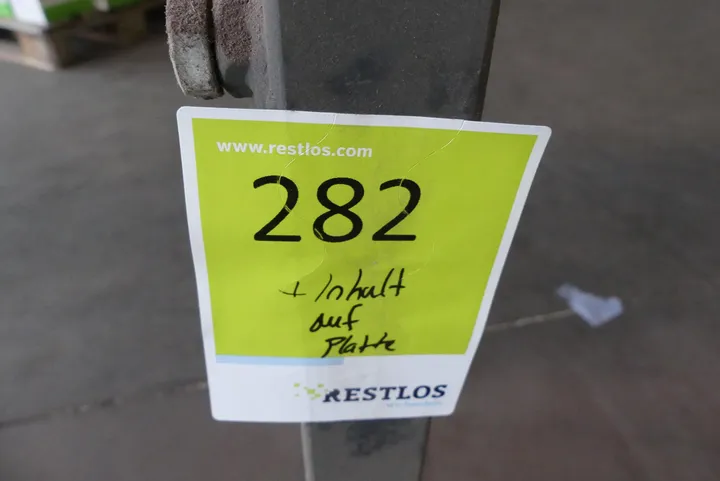 www.restlos.com
282
+ Inhalt
auf
Platte
RESTLOS